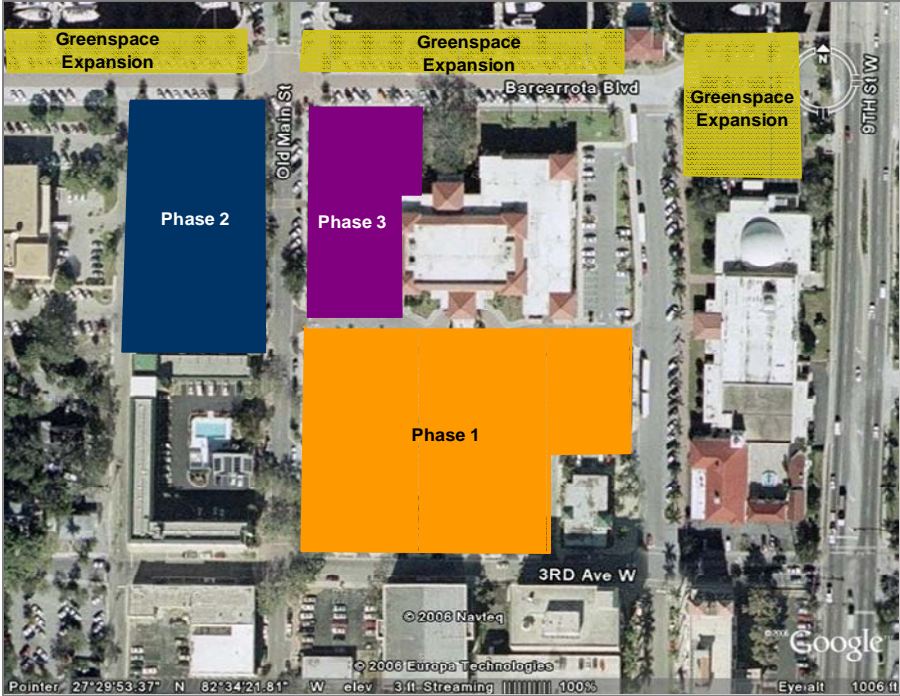 Greenspace
Expansion
Greenspace
Expansion
Barcarrota Blvd
Greenspace
Expansion
N
9TH St W
Old Main St
Phase 2
Phase 3
Phase 1
3RD Ave W
© 2006 Navteq
© 2006 Europa Technologies
© 2006 Google
Pointer 27°29'53.37" N 82°34'21.81" W elev 3 ft Streaming |||||||||| 100% Eye alt 1006 ft